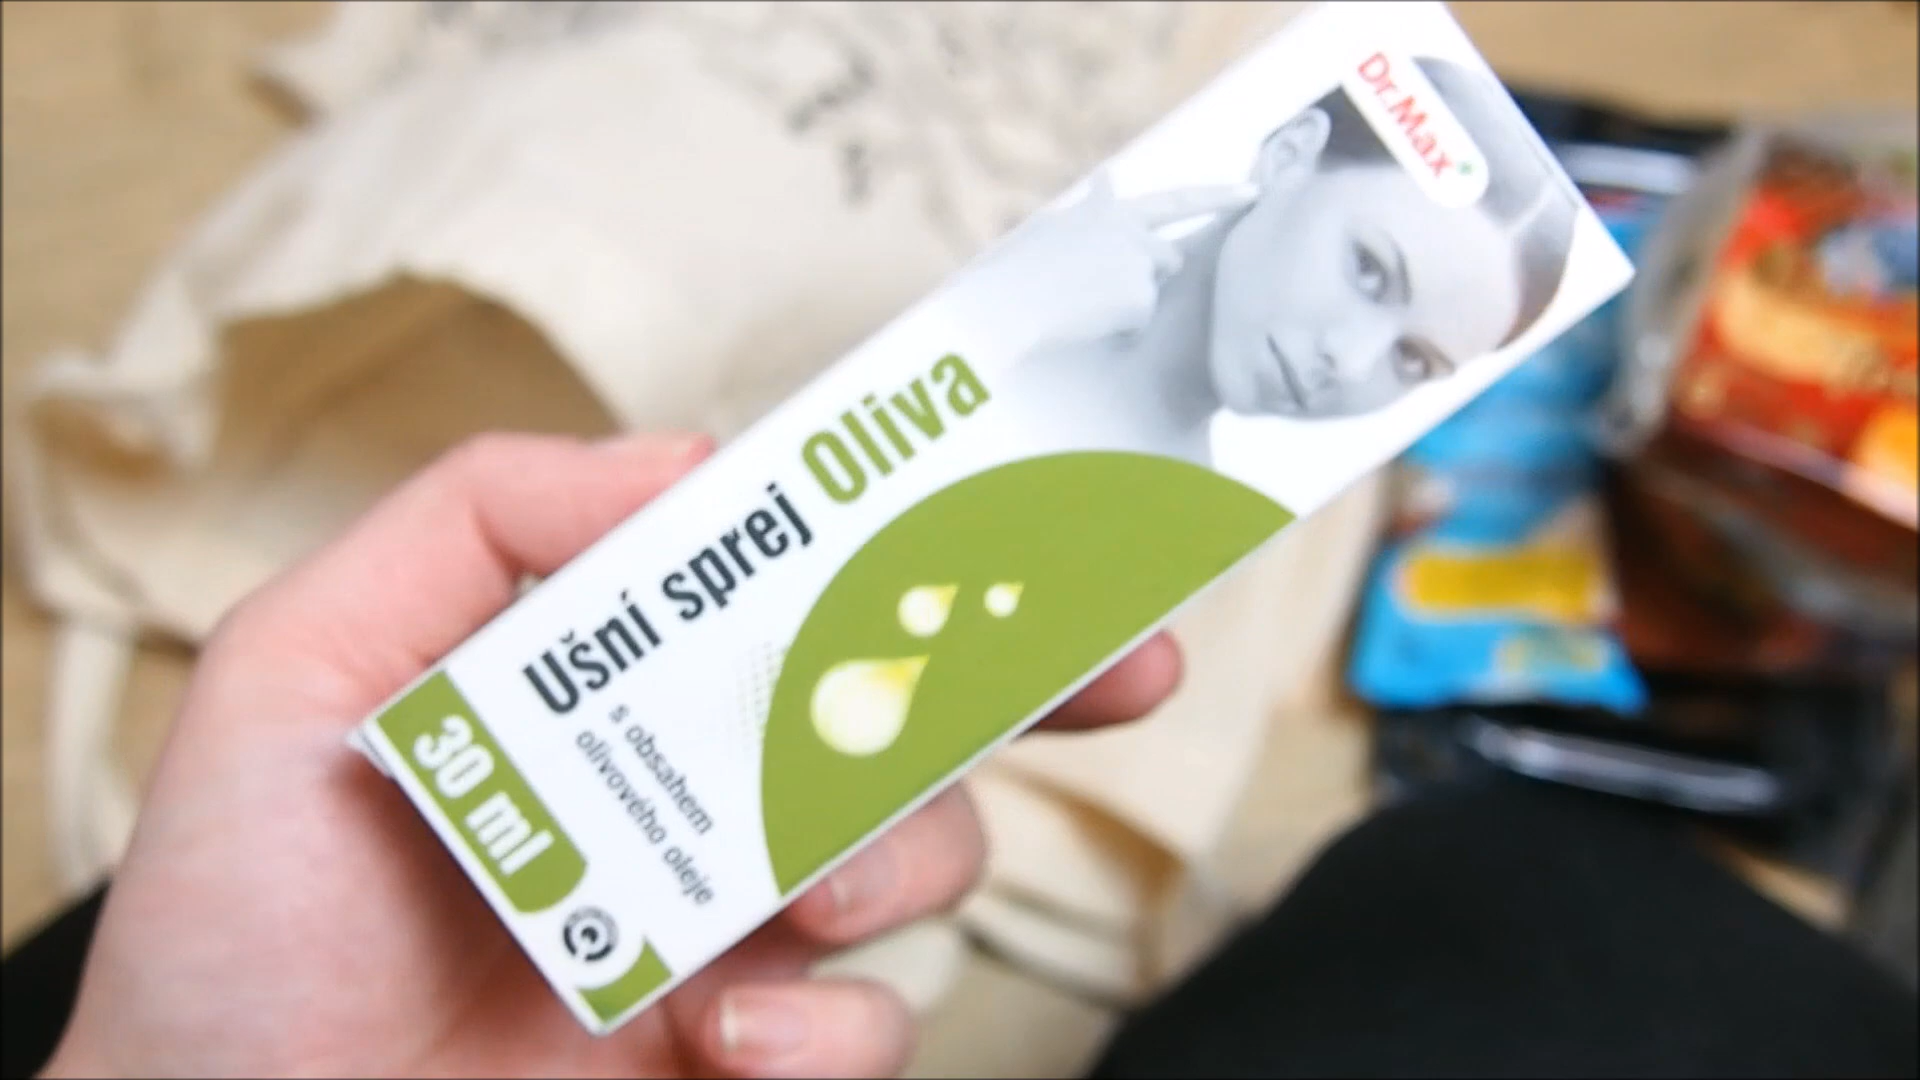 Dr.Max+
Ušní sprej Oliva
s obsahem
olivového oleje
30 ml